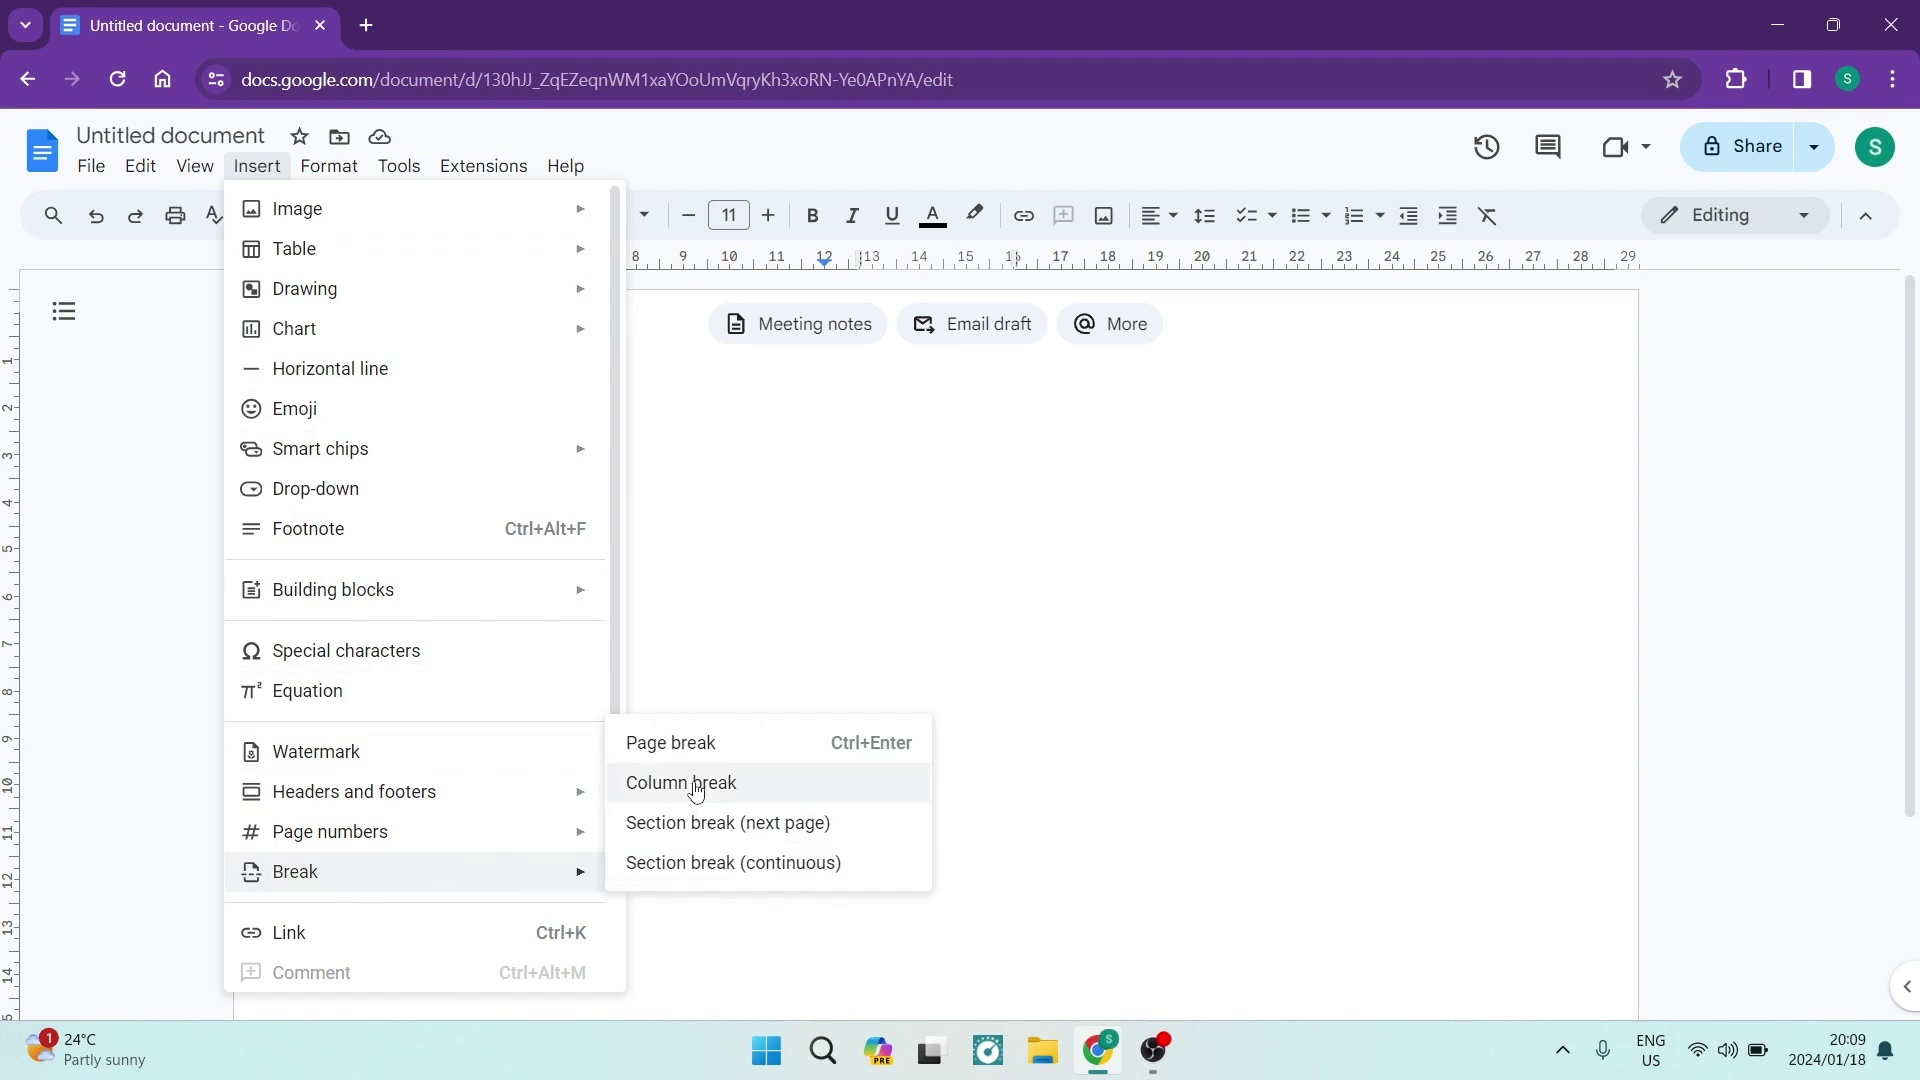 Untitled document - Google Do
docs.google.com/document/d/130hJJ_ZqEZeqnWM1xaYOoUmVqryKh3xoRN-Ye0APnYA/edit
S
Untitled document
File Edit View Insert Format Tools Extensions Help
Share
S
11
Editing
8 9 10 11 12 13 14 15 16 17 18 19 20 21 22 23 24 25 26 27 28 29
1 2 3 4 5 6 7 8 9 10 11 12 13 14 15
Image
Table
Drawing
Chart
Horizontal line
Emoji
Smart chips
Drop-down
Footnote Ctrl+Alt+F
Building blocks
Special characters
Equation
Watermark
Headers and footers
Page numbers
Break
Link Ctrl+K
Comment Ctrl+Alt+M
Meeting notes Email draft More
Page break Ctrl+Enter
Column break
Section break (next page)
Section break (continuous)
1
24°C
Partly sunny
PRE
S
ENG
US
20:09
2024/01/18